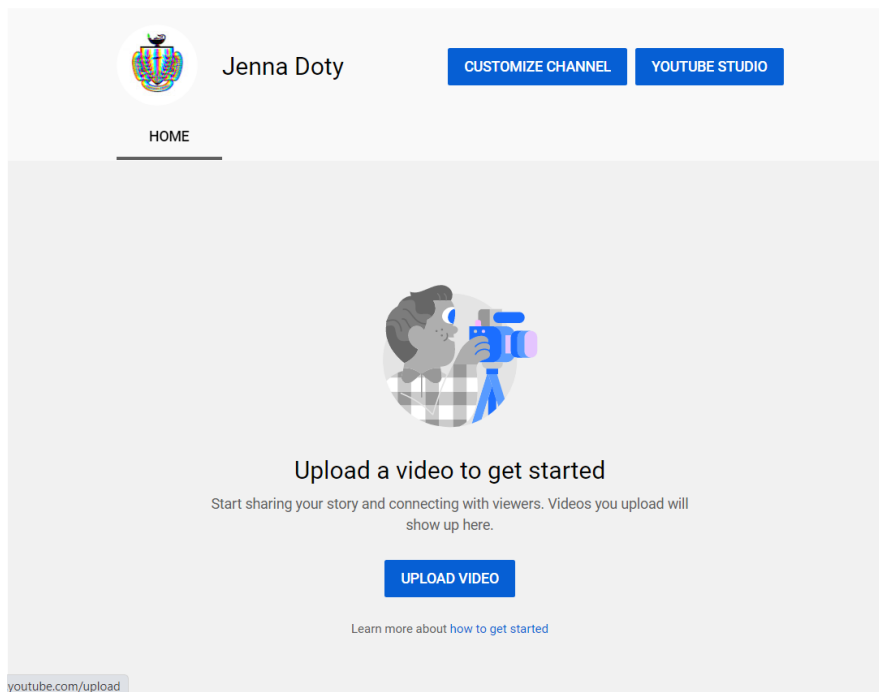 Jenna Doty
CUSTOMIZE CHANNEL
YOUTUBE STUDIO
HOME
Upload a video to get started
Start sharing your story and connecting with viewers. Videos you upload will
show up here.
UPLOAD VIDEO
Learn more about how to get started
youtube.com/upload